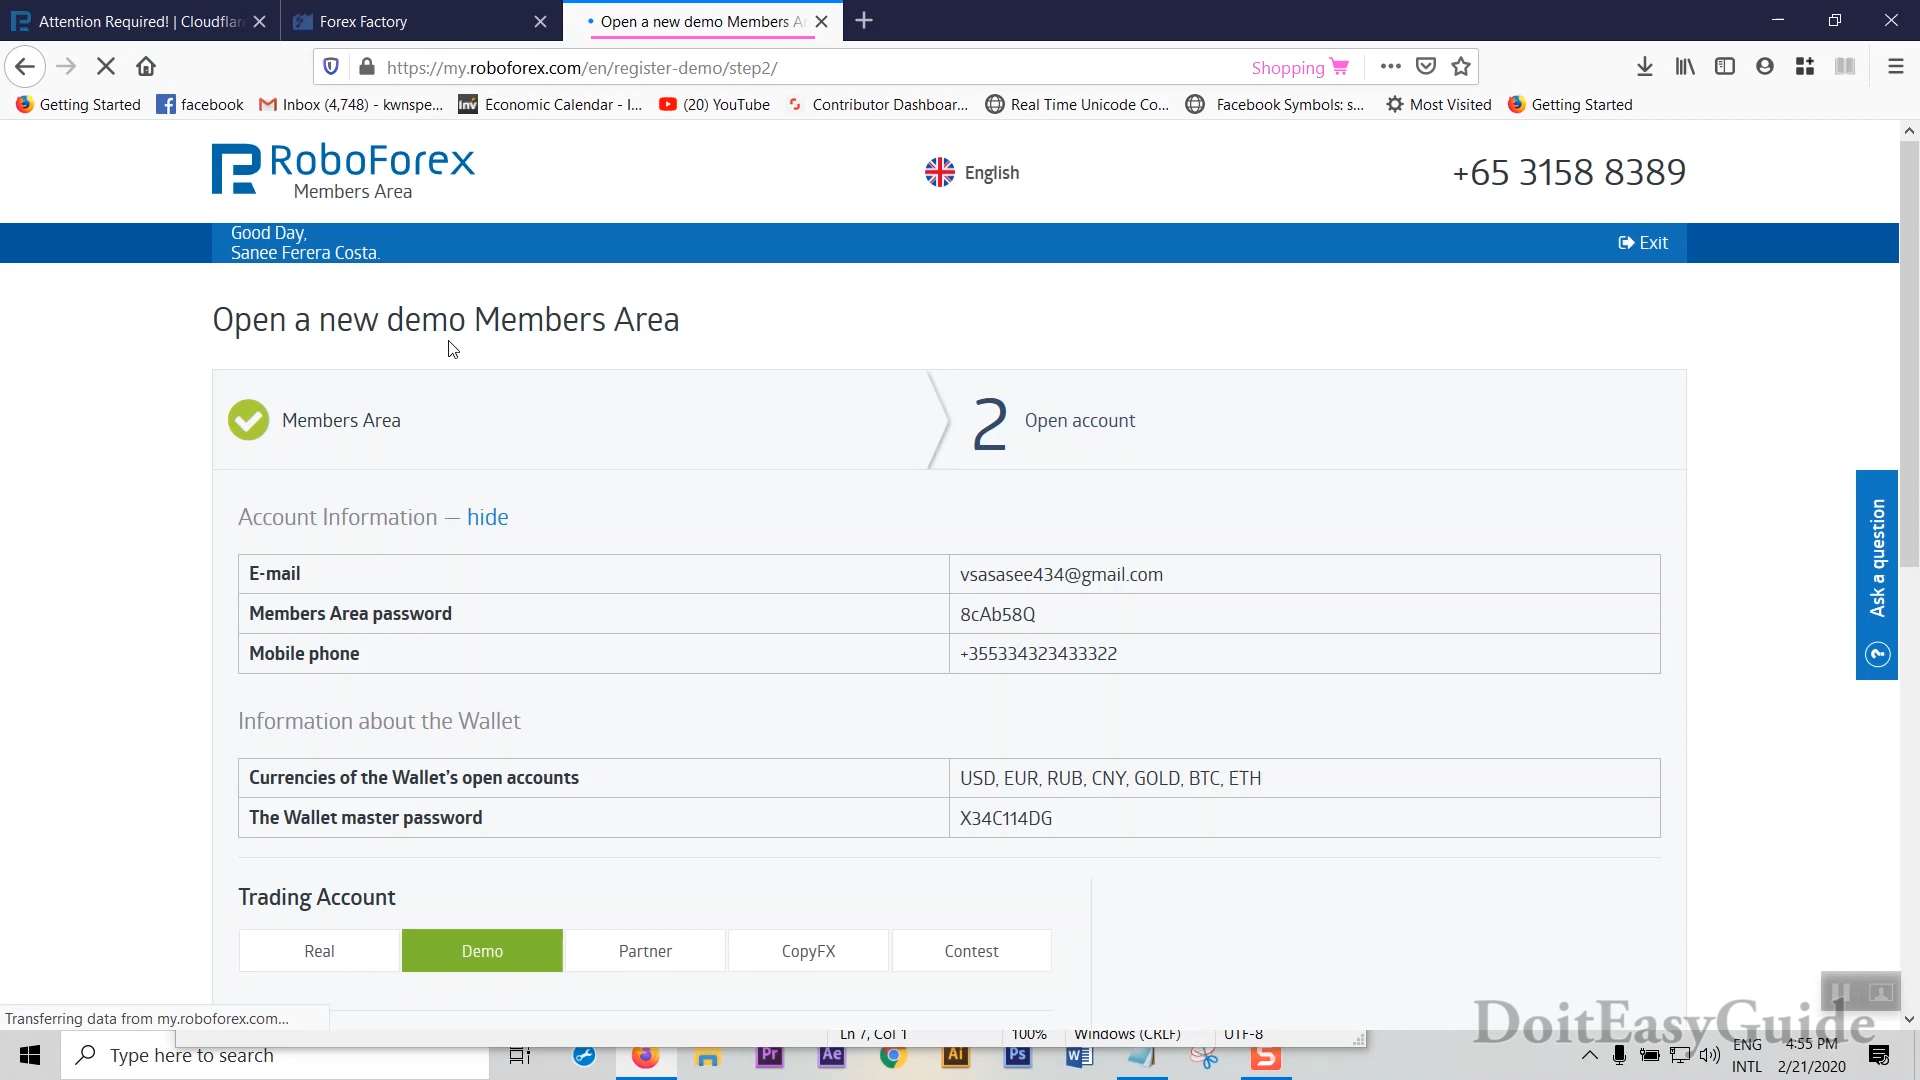 Attention Required! | Cloudflar
Forex Factory
Open a new demo Members A
https://my.roboforex.com/en/register-demo/step2/
Shopping
Getting Started
facebook
Inbox (4,748) - kwnspe...
Economic Calendar - I...
(20) YouTube
Contributor Dashboar...
Real Time Unicode Co...
Facebook Symbols: s...
Most Visited
Getting Started
RoboForex
Members Area
English
+65 3158 8389
Good Day,
Sanee Ferera Costa.
Exit
Open a new demo Members Area
Members Area
2 Open account
Account Information — hide
E-mail vsasasee434@gmail.com
Members Area password 8cAb58Q
Mobile phone +355334323433322
Ask a question
Information about the Wallet
Currencies of the Wallet's open accounts USD, EUR, RUB, CNY, GOLD, BTC, ETH
The Wallet master password X34C114DG
Trading Account
Real Demo Partner CopyFX Contest
Transferring data from my.roboforex.com...
DoitEasyGuide
Ln 7, Col 1 100% Windows (CRLF) UTF-8
Type here to search
Pr
Ae
Ai
Ps
ENG
INTL
4:55 PM
2/21/2020